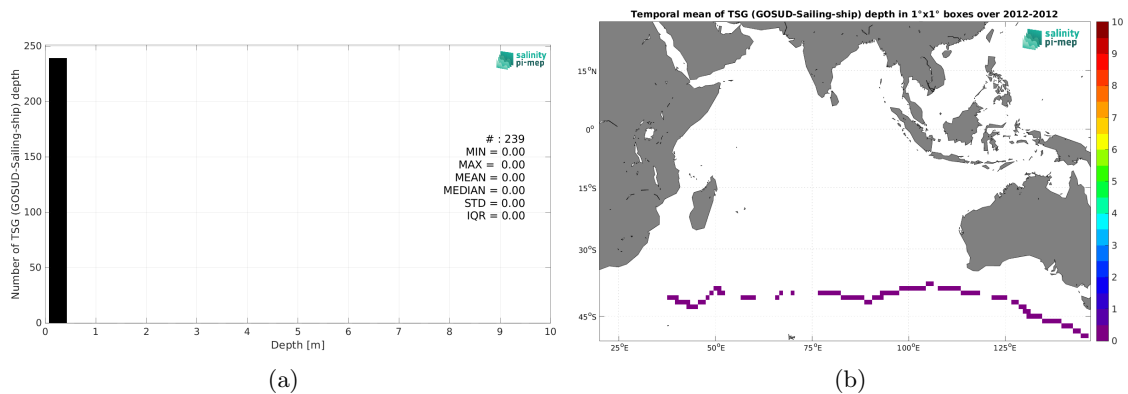 Number of TSG (GOSUD-Sailing-ship) depth
250
200
150
100
50
0
0 1 2 3 4 5 6 7 8 9 10
Depth [m]
salinity
pi-mep
# : 239
MIN = 0.00
MAX = 0.00
MEAN = 0.00
MEDIAN = 0.00
STD = 0.00
IQR = 0.00
(a)
Temporal mean of TSG (GOSUD-Sailing-ship) depth in 1°x1° boxes over 2012-2012
salinity
pi-mep
15°N
0°
15°S
30°S
45°S
25°E 50°E 75°E 100°E 125°E
10
9
8
7
6
5
4
3
2
1
0
(b)